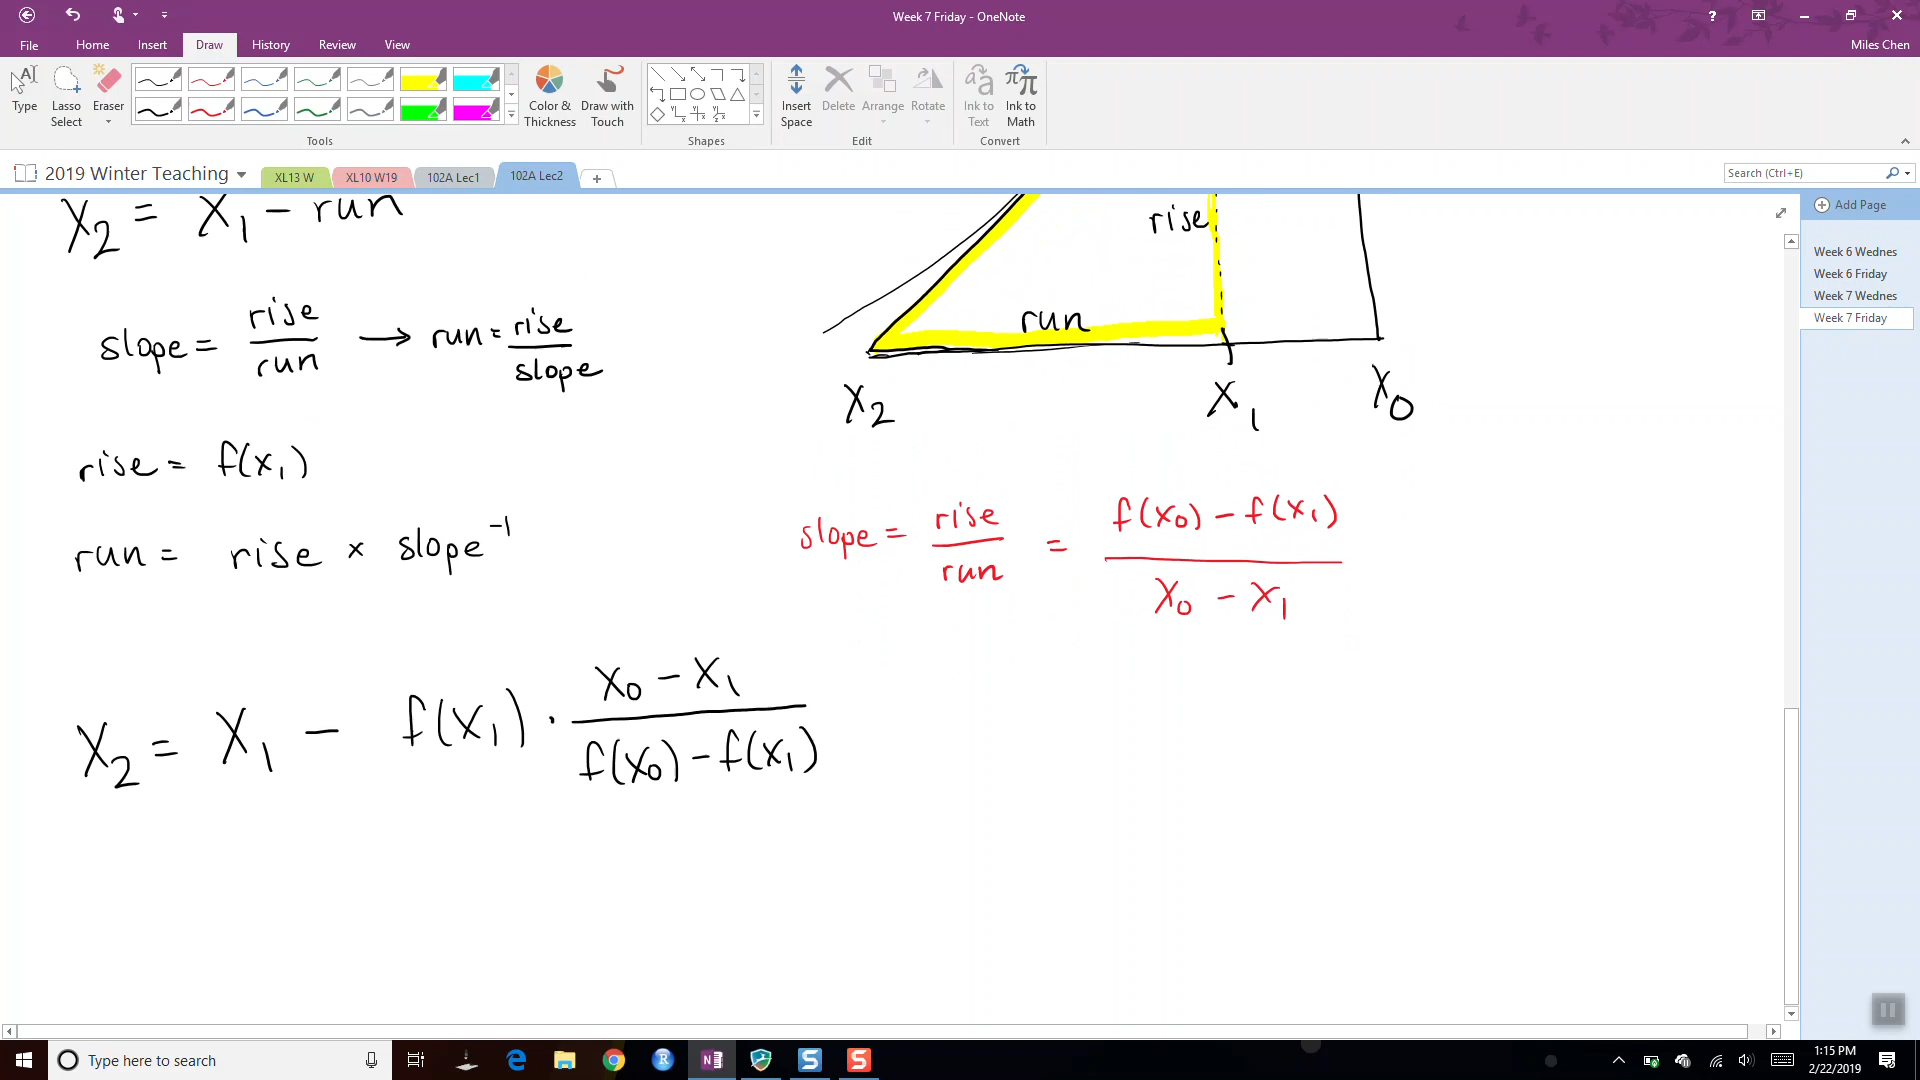 Week 7 Friday - OneNote
?
File
Home
Insert
Draw
History
Review
View
Miles Chen
Type
Lasso Select
Eraser
Color & Thickness
Draw with Touch
Insert Space
Delete
Arrange
Rotate
Ink to Text
Ink to Math
Tools
Shapes
Edit
Convert
2019 Winter Teaching
XL13 W
XL10 W19
102A Lec1
102A Lec2
Search (Ctrl+E)
Add Page
Week 6 Wednes
Week 6 Friday
Week 7 Wednes
Week 7 Friday
X₂ = X₁ - run
slope = rise/run → run = rise/slope
rise = f(x₁)
run = rise × slope⁻¹
X₂ = X₁ - f(X₁) · (X₀ - X₁)/(f(X₀) - f(X₁))
rise
run
X₂ X₁ X₀
slope = rise/run = (f(X₀) - f(X₁))/(X₀ - X₁)
Type here to search
1:15 PM
2/22/2019